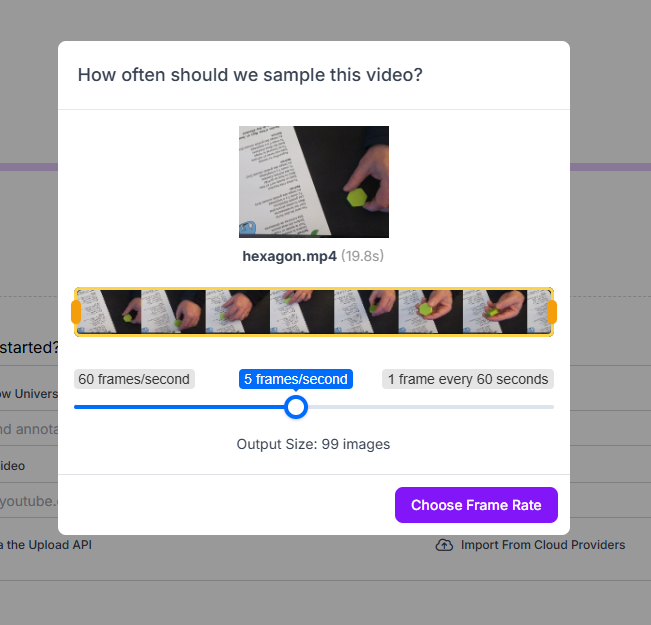 How often should we sample this video?
hexagon.mp4 (19.8s)
60 frames/second
5 frames/second
1 frame every 60 seconds
Output Size: 99 images
Choose Frame Rate
started?
ow Univers
nd annota
ideo
youtube.
a the Upload API
Import From Cloud Providers